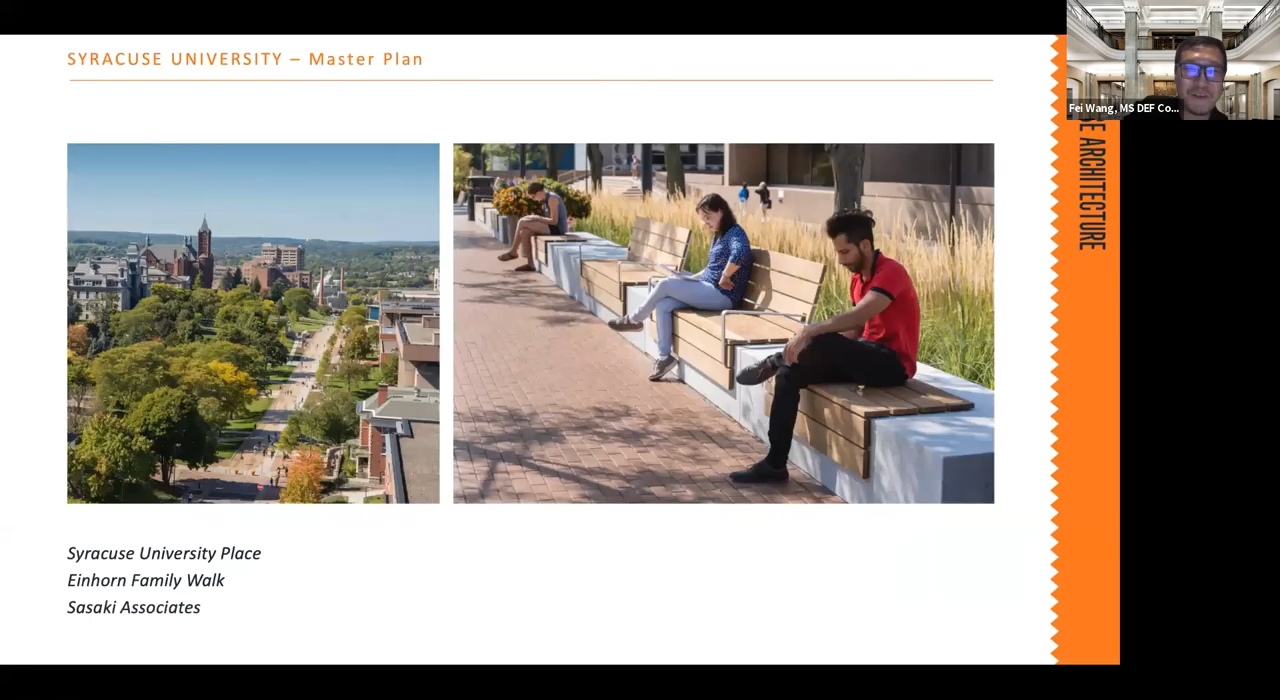 SYRACUSE UNIVERSITY – Master Plan
Fei Wang, MS DEF Co...
ARCHITECTURE
Syracuse University Place
Einhorn Family Walk
Sasaki Associates